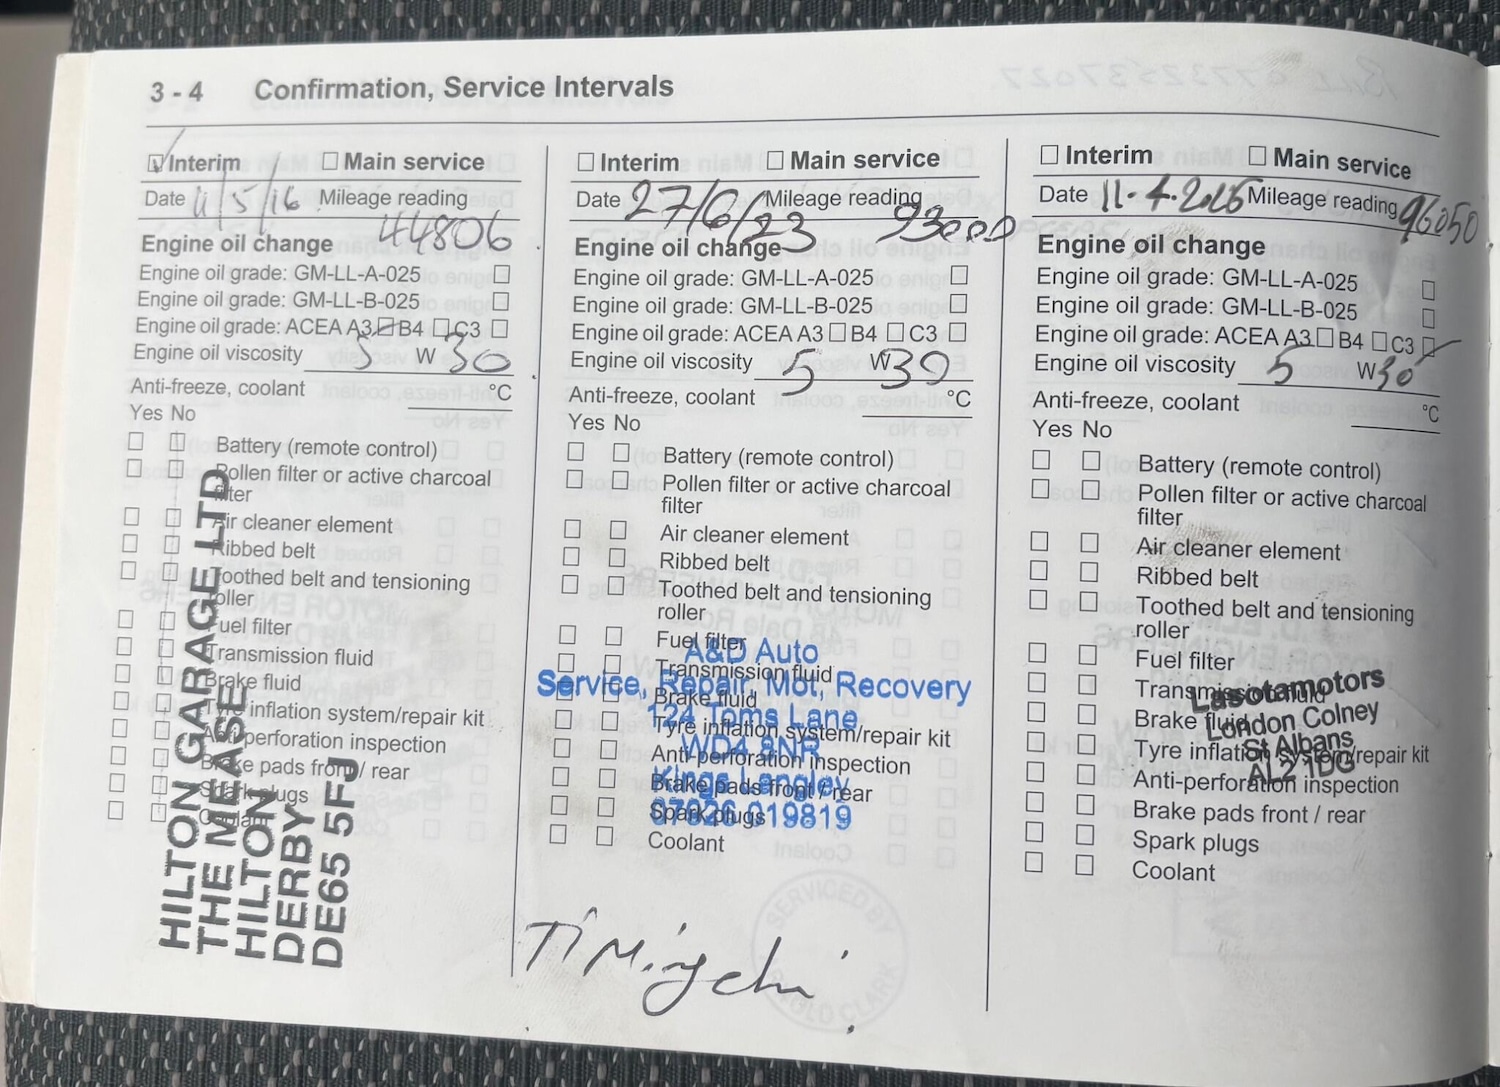 3 - 4 Confirmation, Service Intervals
Interim Main service
Date 11/5/16 Mileage reading
44806
Engine oil change
Engine oil grade: GM-LL-A-025
Engine oil grade: GM-LL-B-025
Engine oil grade: ACEA A3 B4 C3
Engine oil viscosity 5 W 30
Anti-freeze, coolant °C
Yes No
Battery (remote control)
Pollen filter or active charcoal
filter
Air cleaner element
Ribbed belt
Toothed belt and tensioning
roller
Fuel filter
Transmission fluid
Brake fluid
Tyre inflation system/repair kit
Anti-perforation inspection
Brake pads front / rear
Spark plugs
Coolant
HILTON GARAGE LTD
THE MEASE
HILTON
DERBY
DE65 5FJ
Interim Main service
Date 27/6/23 Mileage reading
Engine oil change
Engine oil grade: GM-LL-A-025
Engine oil grade: GM-LL-B-025
Engine oil grade: ACEA A3 B4 C3
Engine oil viscosity 5 W 30
Anti-freeze, coolant °C
Yes No
Battery (remote control)
Pollen filter or active charcoal
filter
Air cleaner element
Ribbed belt
Toothed belt and tensioning
roller
Fuel filter
Transmission fluid
Brake fluid
Tyre inflation system/repair kit
Anti-perforation inspection
Brake pads front / rear
Spark plugs
Coolant
A&D Auto
Service, Repair, Mot, Recovery
124 Toms Lane
WD4 8NR
Kings Langley
07826 019819
Interim Main service
Date 11.4.2025 Mileage reading 96050
Engine oil change
Engine oil grade: GM-LL-A-025
Engine oil grade: GM-LL-B-025
Engine oil grade: ACEA A3 B4 C3
Engine oil viscosity 5 W 30
Anti-freeze, coolant °C
Yes No
Battery (remote control)
Pollen filter or active charcoal
filter
Air cleaner element
Ribbed belt
Toothed belt and tensioning
roller
Fuel filter
Transmission fluid
Brake fluid
Tyre inflation system/repair kit
Anti-perforation inspection
Brake pads front / rear
Spark plugs
Coolant
Lasotamotors
London Colney
St Albans
AL2 1DG